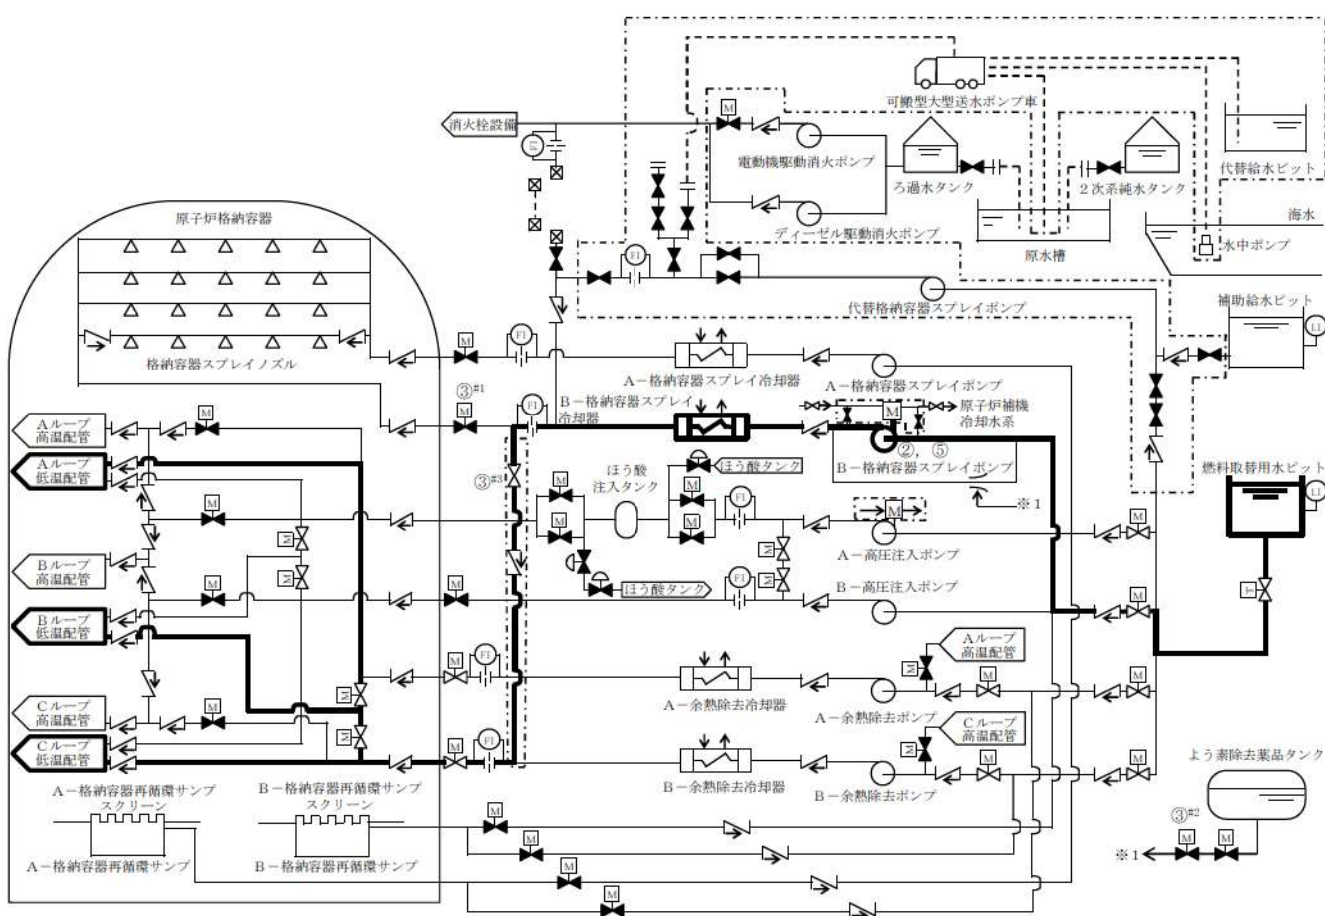 可搬型大型送水ポンプ車
消火栓設備
M
FI
電動機駆動消火ポンプ
ろ過水タンク
2次系純水タンク
代替給水ピット
ディーゼル駆動消火ポンプ
原水槽
海水
水中ポンプ
原子炉格納容器
FI
代替格納容器スプレイポンプ
補助給水ピット
LI
格納容器スプレイノズル
M
FI
A-格納容器スプレイ冷却器
A-格納容器スプレイポンプ
③#1
M
FI
B-格納容器スプレイ
冷却器
M
原子炉補機
冷却水系
②,⑤
B-格納容器スプレイポンプ
※1
Aループ
高温配管
M
Aループ
低温配管
③#3
ほう酸
注入タンク
ほう酸タンク
燃料取替用水ピット
LI
M
M
M
M
M
FI
M
A-高圧注入ポンプ
M
M
M
Bループ
高温配管
M
M
M
M
ほう酸タンク
FI
B-高圧注入ポンプ
M
T
Bループ
低温配管
M
FI
A-余熱除去冷却器
A-余熱除去ポンプ
Aループ
高温配管
M
M
M
M
Cループ
高温配管
M
M
Cループ
低温配管
M
FI
B-余熱除去冷却器
B-余熱除去ポンプ
Cループ
高温配管
M
M
M
よう素除去薬品タンク
③#2
M
M
※1
A-格納容器再循環サンプ
スクリーン
B-格納容器再循環サンプ
スクリーン
M
M
A-格納容器再循環サンプ
B-格納容器再循環サンプ
M
M